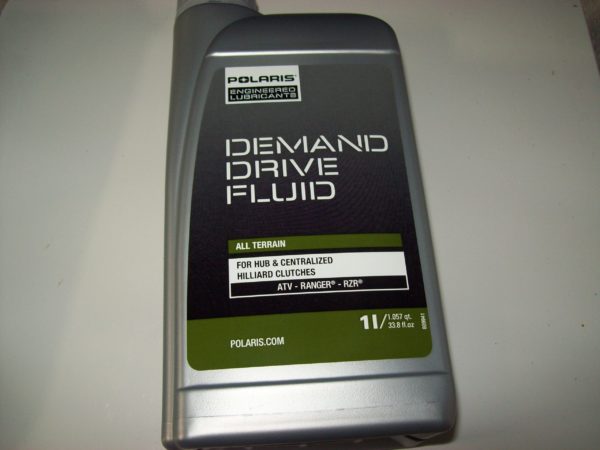 POLARIS®
ENGINEERED
LUBRICANTS
DEMAND
DRIVE
FLUID
ALL TERRAIN
FOR HUB & CENTRALIZED
HILLIARD CLUTCHES
ATV - RANGER® - RZR®
1l/ 1.057 qt.
33.8 fl.oz
POLARIS.COM